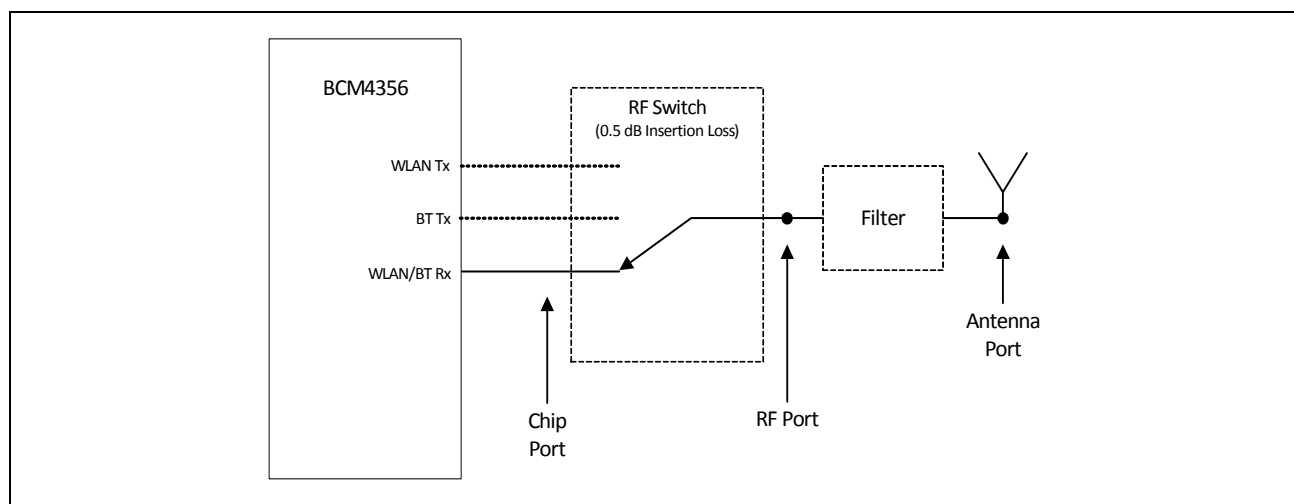 BCM4356
RF Switch
(0.5 dB Insertion Loss)
WLAN Tx
BT Tx
WLAN/BT Rx
Filter
Chip
Port
RF Port
Antenna
Port